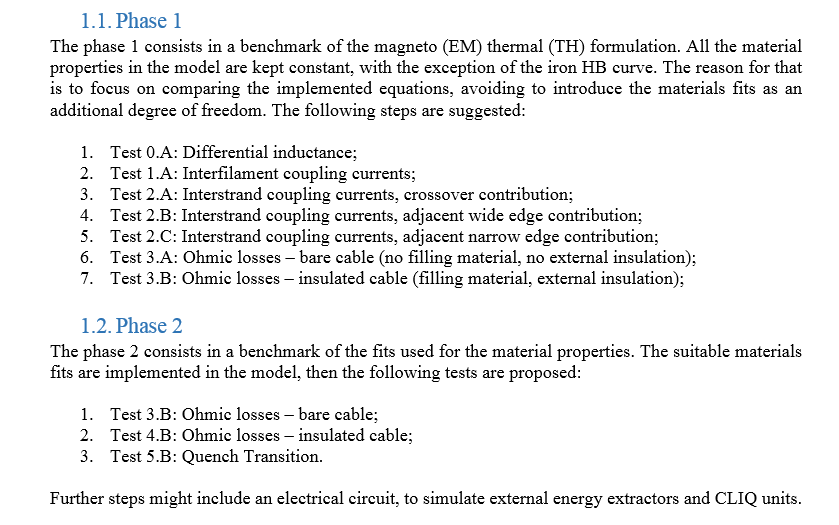 1.1. Phase 1
The phase 1 consists in a benchmark of the magneto (EM) thermal (TH) formulation. All the material
properties in the model are kept constant, with the exception of the iron HB curve. The reason for that
is to focus on comparing the implemented equations, avoiding to introduce the materials fits as an
additional degree of freedom. The following steps are suggested:
1. Test 0.A: Differential inductance;
2. Test 1.A: Interfilament coupling currents;
3. Test 2.A: Interstrand coupling currents, crossover contribution;
4. Test 2.B: Interstrand coupling currents, adjacent wide edge contribution;
5. Test 2.C: Interstrand coupling currents, adjacent narrow edge contribution;
6. Test 3.A: Ohmic losses – bare cable (no filling material, no external insulation);
7. Test 3.B: Ohmic losses – insulated cable (filling material, external insulation);
1.2. Phase 2
The phase 2 consists in a benchmark of the fits used for the material properties. The suitable materials
fits are implemented in the model, then the following tests are proposed:
1. Test 3.B: Ohmic losses – bare cable;
2. Test 4.B: Ohmic losses – insulated cable;
3. Test 5.B: Quench Transition.
Further steps might include an electrical circuit, to simulate external energy extractors and CLIQ units.